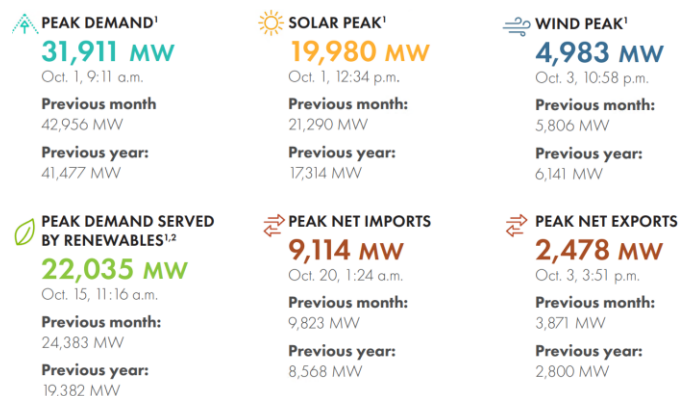 PEAK DEMAND¹
31,911 MW
Oct. 1, 9:11 a.m.
Previous month
42,956 MW
Previous year:
41,477 MW
SOLAR PEAK¹
19,980 MW
Oct. 1, 12:34 p.m.
Previous month:
21,290 MW
Previous year:
17,314 MW
WIND PEAK¹
4,983 MW
Oct. 3, 10:58 p.m.
Previous month:
5,806 MW
Previous year:
6,141 MW
PEAK DEMAND SERVED
BY RENEWABLES¹,²
22,035 MW
Oct. 15, 11:16 a.m.
Previous month:
24,383 MW
Previous year:
19,382 MW
PEAK NET IMPORTS
9,114 MW
Oct. 20, 1:24 a.m.
Previous month:
9,823 MW
Previous year:
8,568 MW
PEAK NET EXPORTS
2,478 MW
Oct. 3, 3:51 p.m.
Previous month:
3,871 MW
Previous year:
2,800 MW